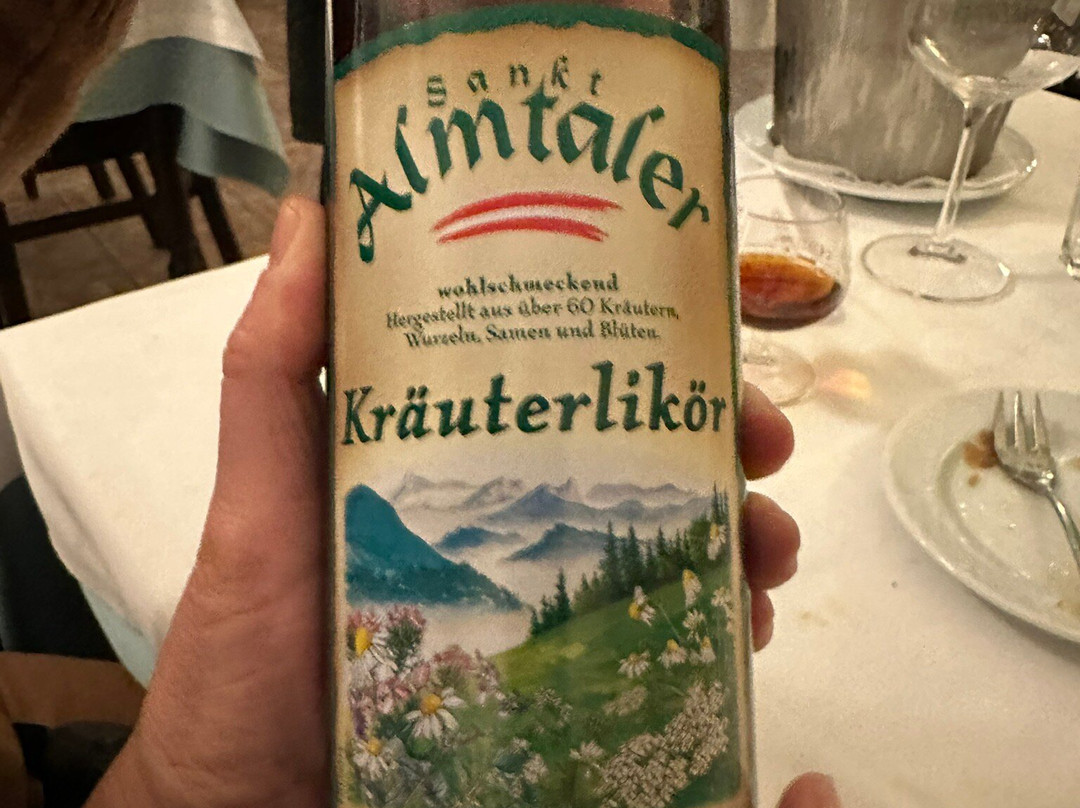 Sankt
Almtaler
wohlschmeckend
Hergestellt aus über 60 Kräutern,
Wurzeln, Samen und Blüten.
Kräuterlikör